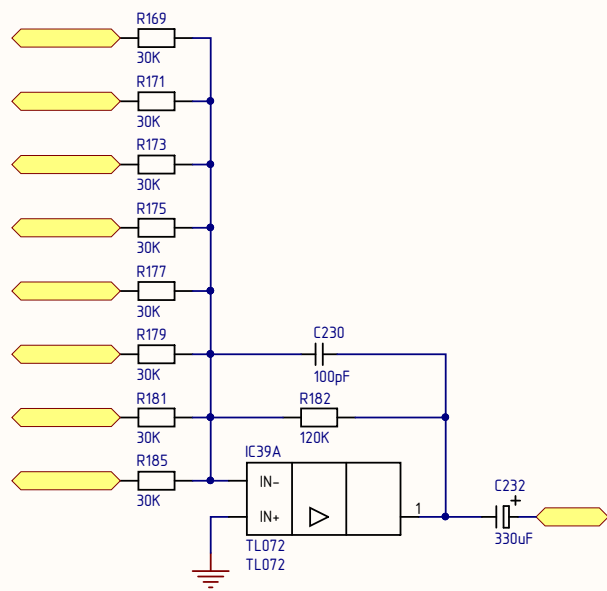 R169
30K
R171
30K
R173
30K
R175
30K
R177
30K
R179
30K
C230
100pF
R181
30K
R182
120K
R185
30K
IC39A
IN-
IN+
1
TL072
TL072
C232
+
330uF